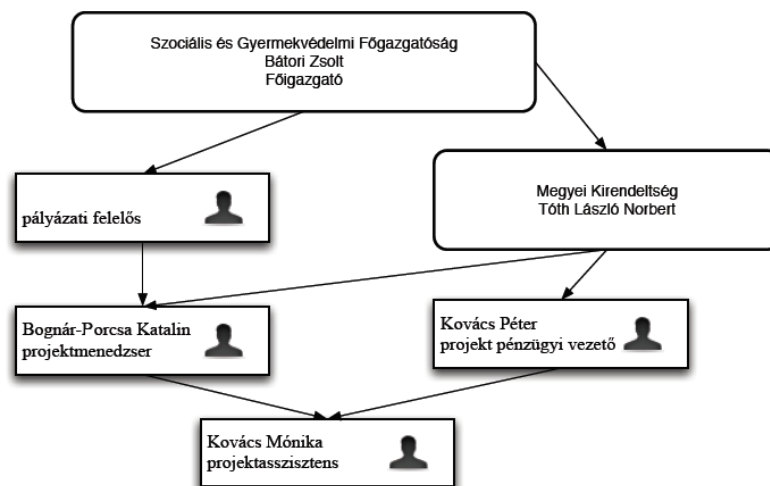 Szociális és Gyermekvédelmi Főgazgatóság
Bátori Zsolt
Főigazgató
pályázati felelős
Megyei Kirendeltség
Tóth László Norbert
Bognár-Porcsa Katalin
projektmenedzser
Kovács Péter
projekt pénzügyi vezető
Kovács Mónika
projektasszisztens